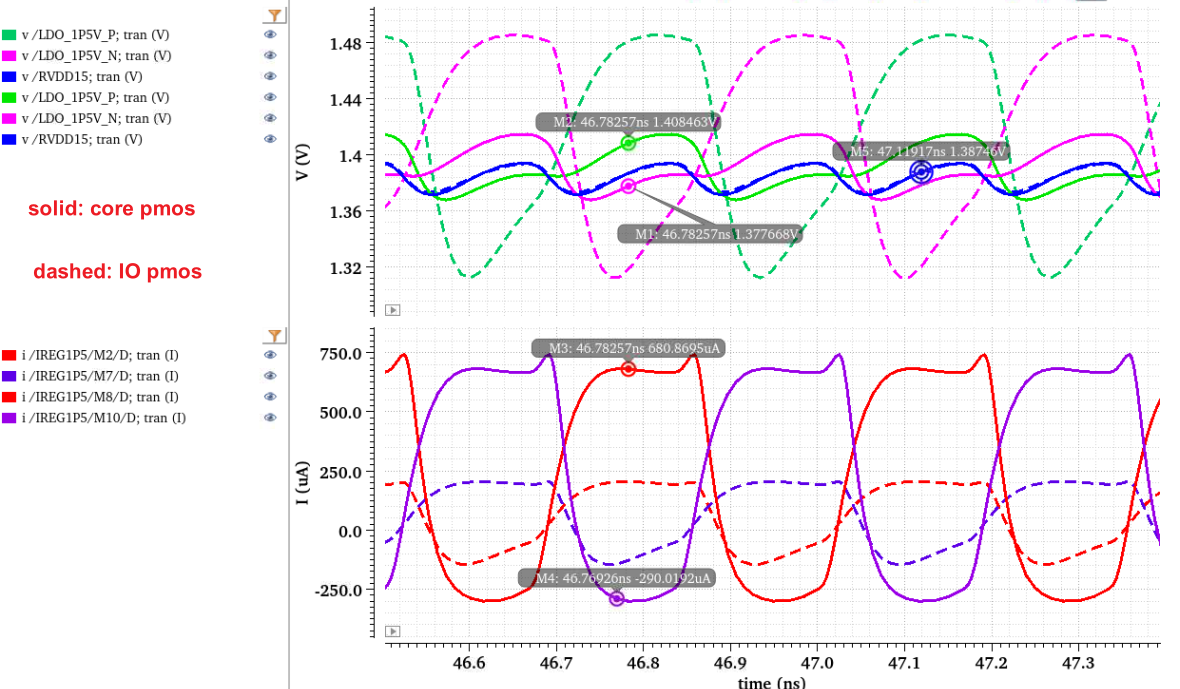 v /LDO_1P5V_P; tran (V)
v /LDO_1P5V_N; tran (V)
v /RVDD15; tran (V)
v /LDO_1P5V_P; tran (V)
v /LDO_1P5V_N; tran (V)
v /RVDD15; tran (V)
solid: core pmos
dashed: IO pmos
V (V)
1.48
1.44
1.4
1.36
1.32
M2: 46.78257ns 1.408463V
M5: 47.11917ns 1.38746V
M1: 46.78257ns 1.377668V
i /IREG1P5/M2/D; tran (I)
i /IREG1P5/M7/D; tran (I)
i /IREG1P5/M8/D; tran (I)
i /IREG1P5/M10/D; tran (I)
I (uA)
750.0
500.0
250.0
0.0
-250.0
M3: 46.78257ns 680.8695uA
M4: 46.76926ns -290.0192uA
46.6 46.7 46.8 46.9 47.0 47.1 47.2 47.3
time (ns)